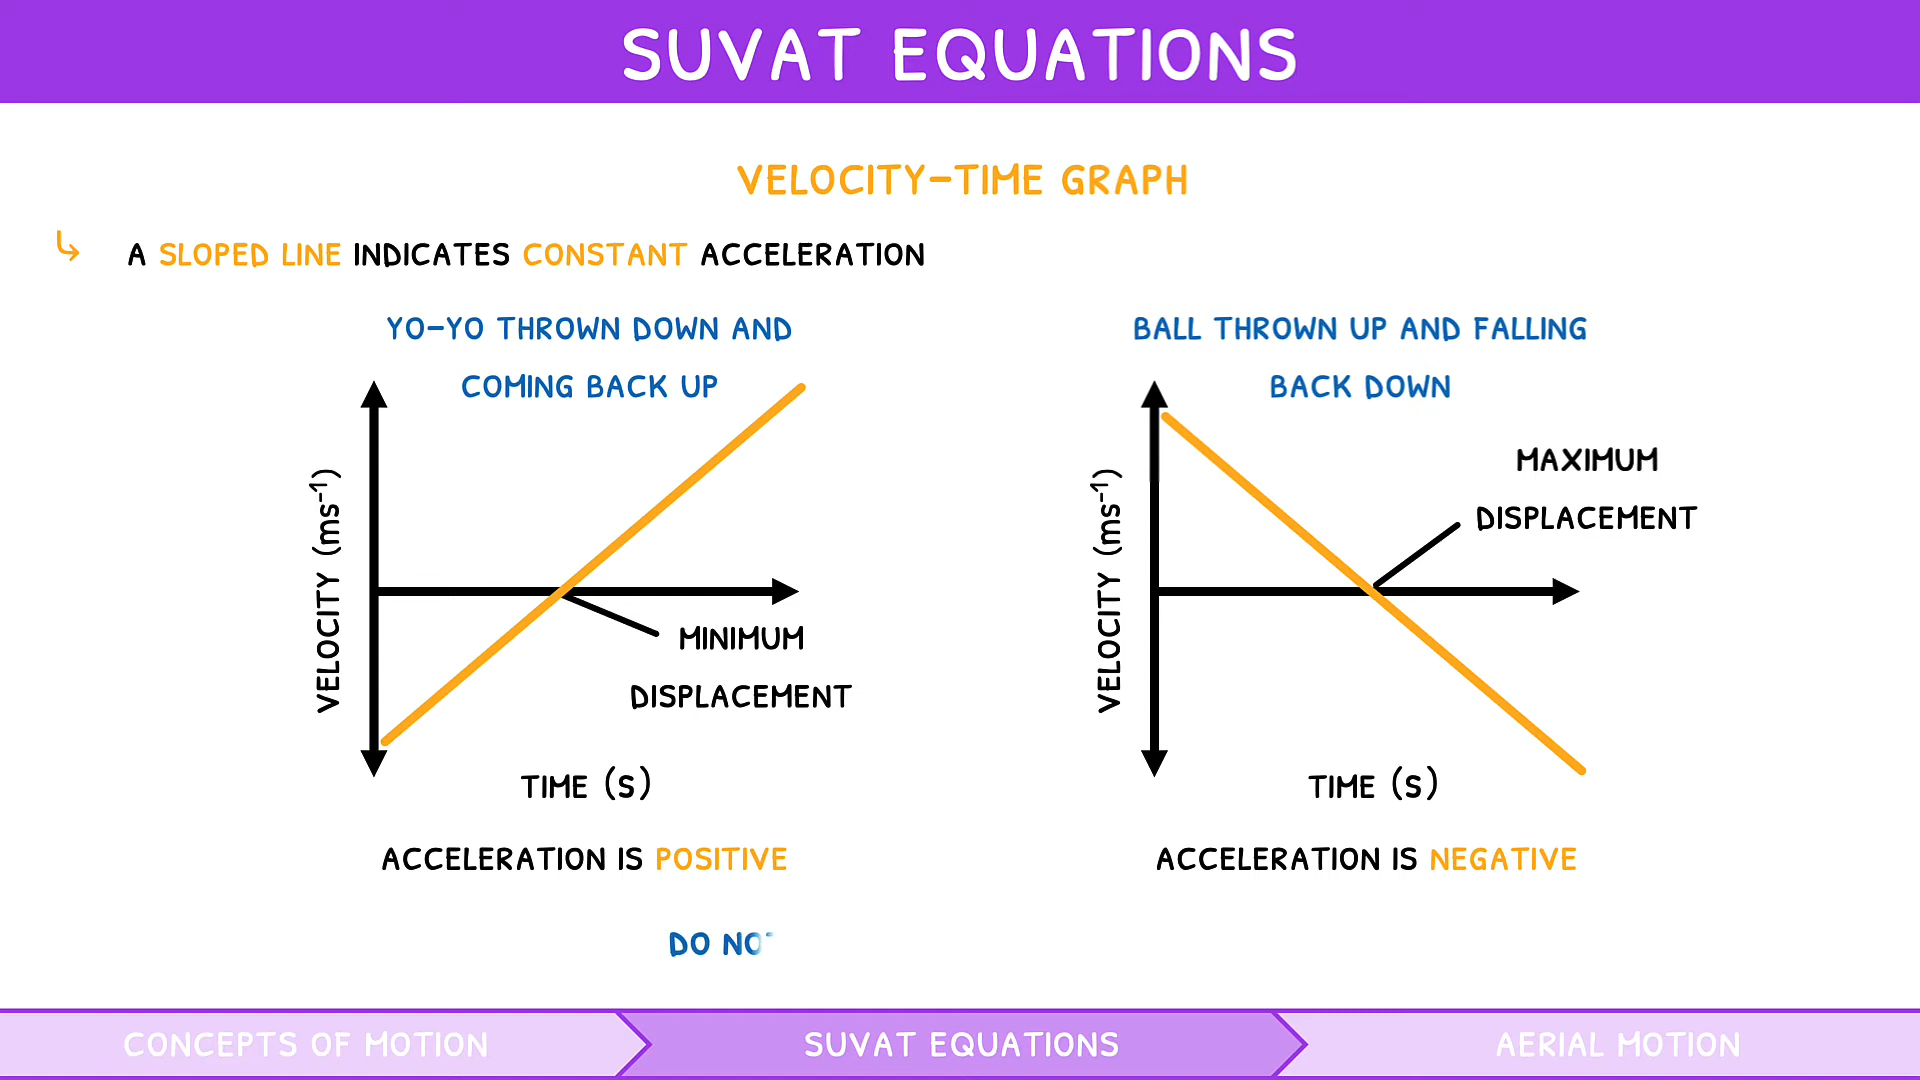 SUVAT EQUATIONS
VELOCITY-TIME GRAPH
A SLOPED LINE INDICATES CONSTANT ACCELERATION
YO-YO THROWN DOWN AND
COMING BACK UP
VELOCITY (ms⁻¹)
MINIMUM
DISPLACEMENT
TIME (s)
ACCELERATION IS POSITIVE
BALL THROWN UP AND FALLING
BACK DOWN
VELOCITY (ms⁻¹)
MAXIMUM
DISPLACEMENT
TIME (s)
ACCELERATION IS NEGATIVE
DO
CONCEPTS OF MOTION
SUVAT EQUATIONS
AERIAL MOTION